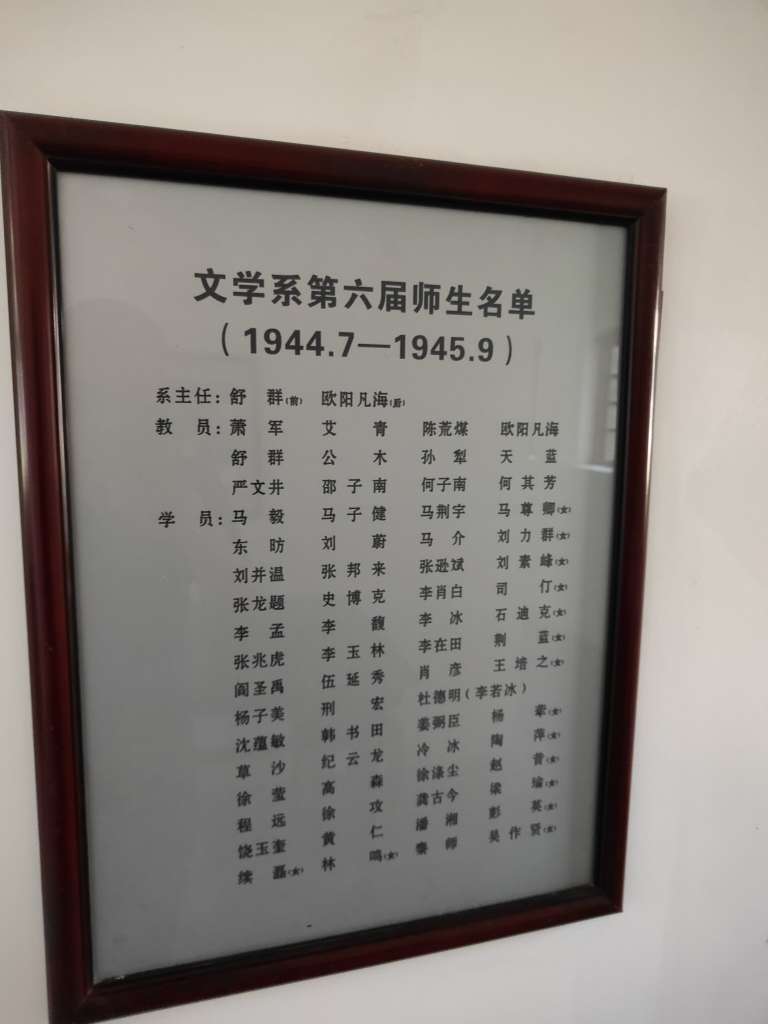 文学系第六届师生名单
（1944.7—1945.9）
系主任：舒 群(前) 欧阳凡海(后)
教 员：萧 军 艾 青 陈荒煤 欧阳凡海
舒 群 公 木 孙 犁 天 蓝
严文井 邵子南 何子南 何其芳
学 员：马 毅 马子健 马荆宇 马尊卿(女)
东 昉 刘 蔚 马 介 刘力群(女)
刘并温 张邦来 张逊斌 刘素峰(女)
张龙题 史博克 李肖白 司 仃(女)
李 孟 李 馥 李 冰 石迪克(女)
张兆虎 李玉林 李在田 荆 蓝(女)
阎圣禹 伍延秀 肖 彦 王培之(女)
杨子美 刑 宏 杜德明（李若冰）
沈蕴敏 韩书田 姜弼臣 杨 荤(女)
草 沙 纪云龙 冷 冰 陶 萍(女)
徐 莹 高 森 徐涤尘 赵 昔(女)
程 远 徐 攻 龚古今 梁 瑜(女)
饶玉奎 黄 仁 潘 湘 彭 英(女)
续 磊(女) 林 鸣(女) 秦 师 吴作贤(女)